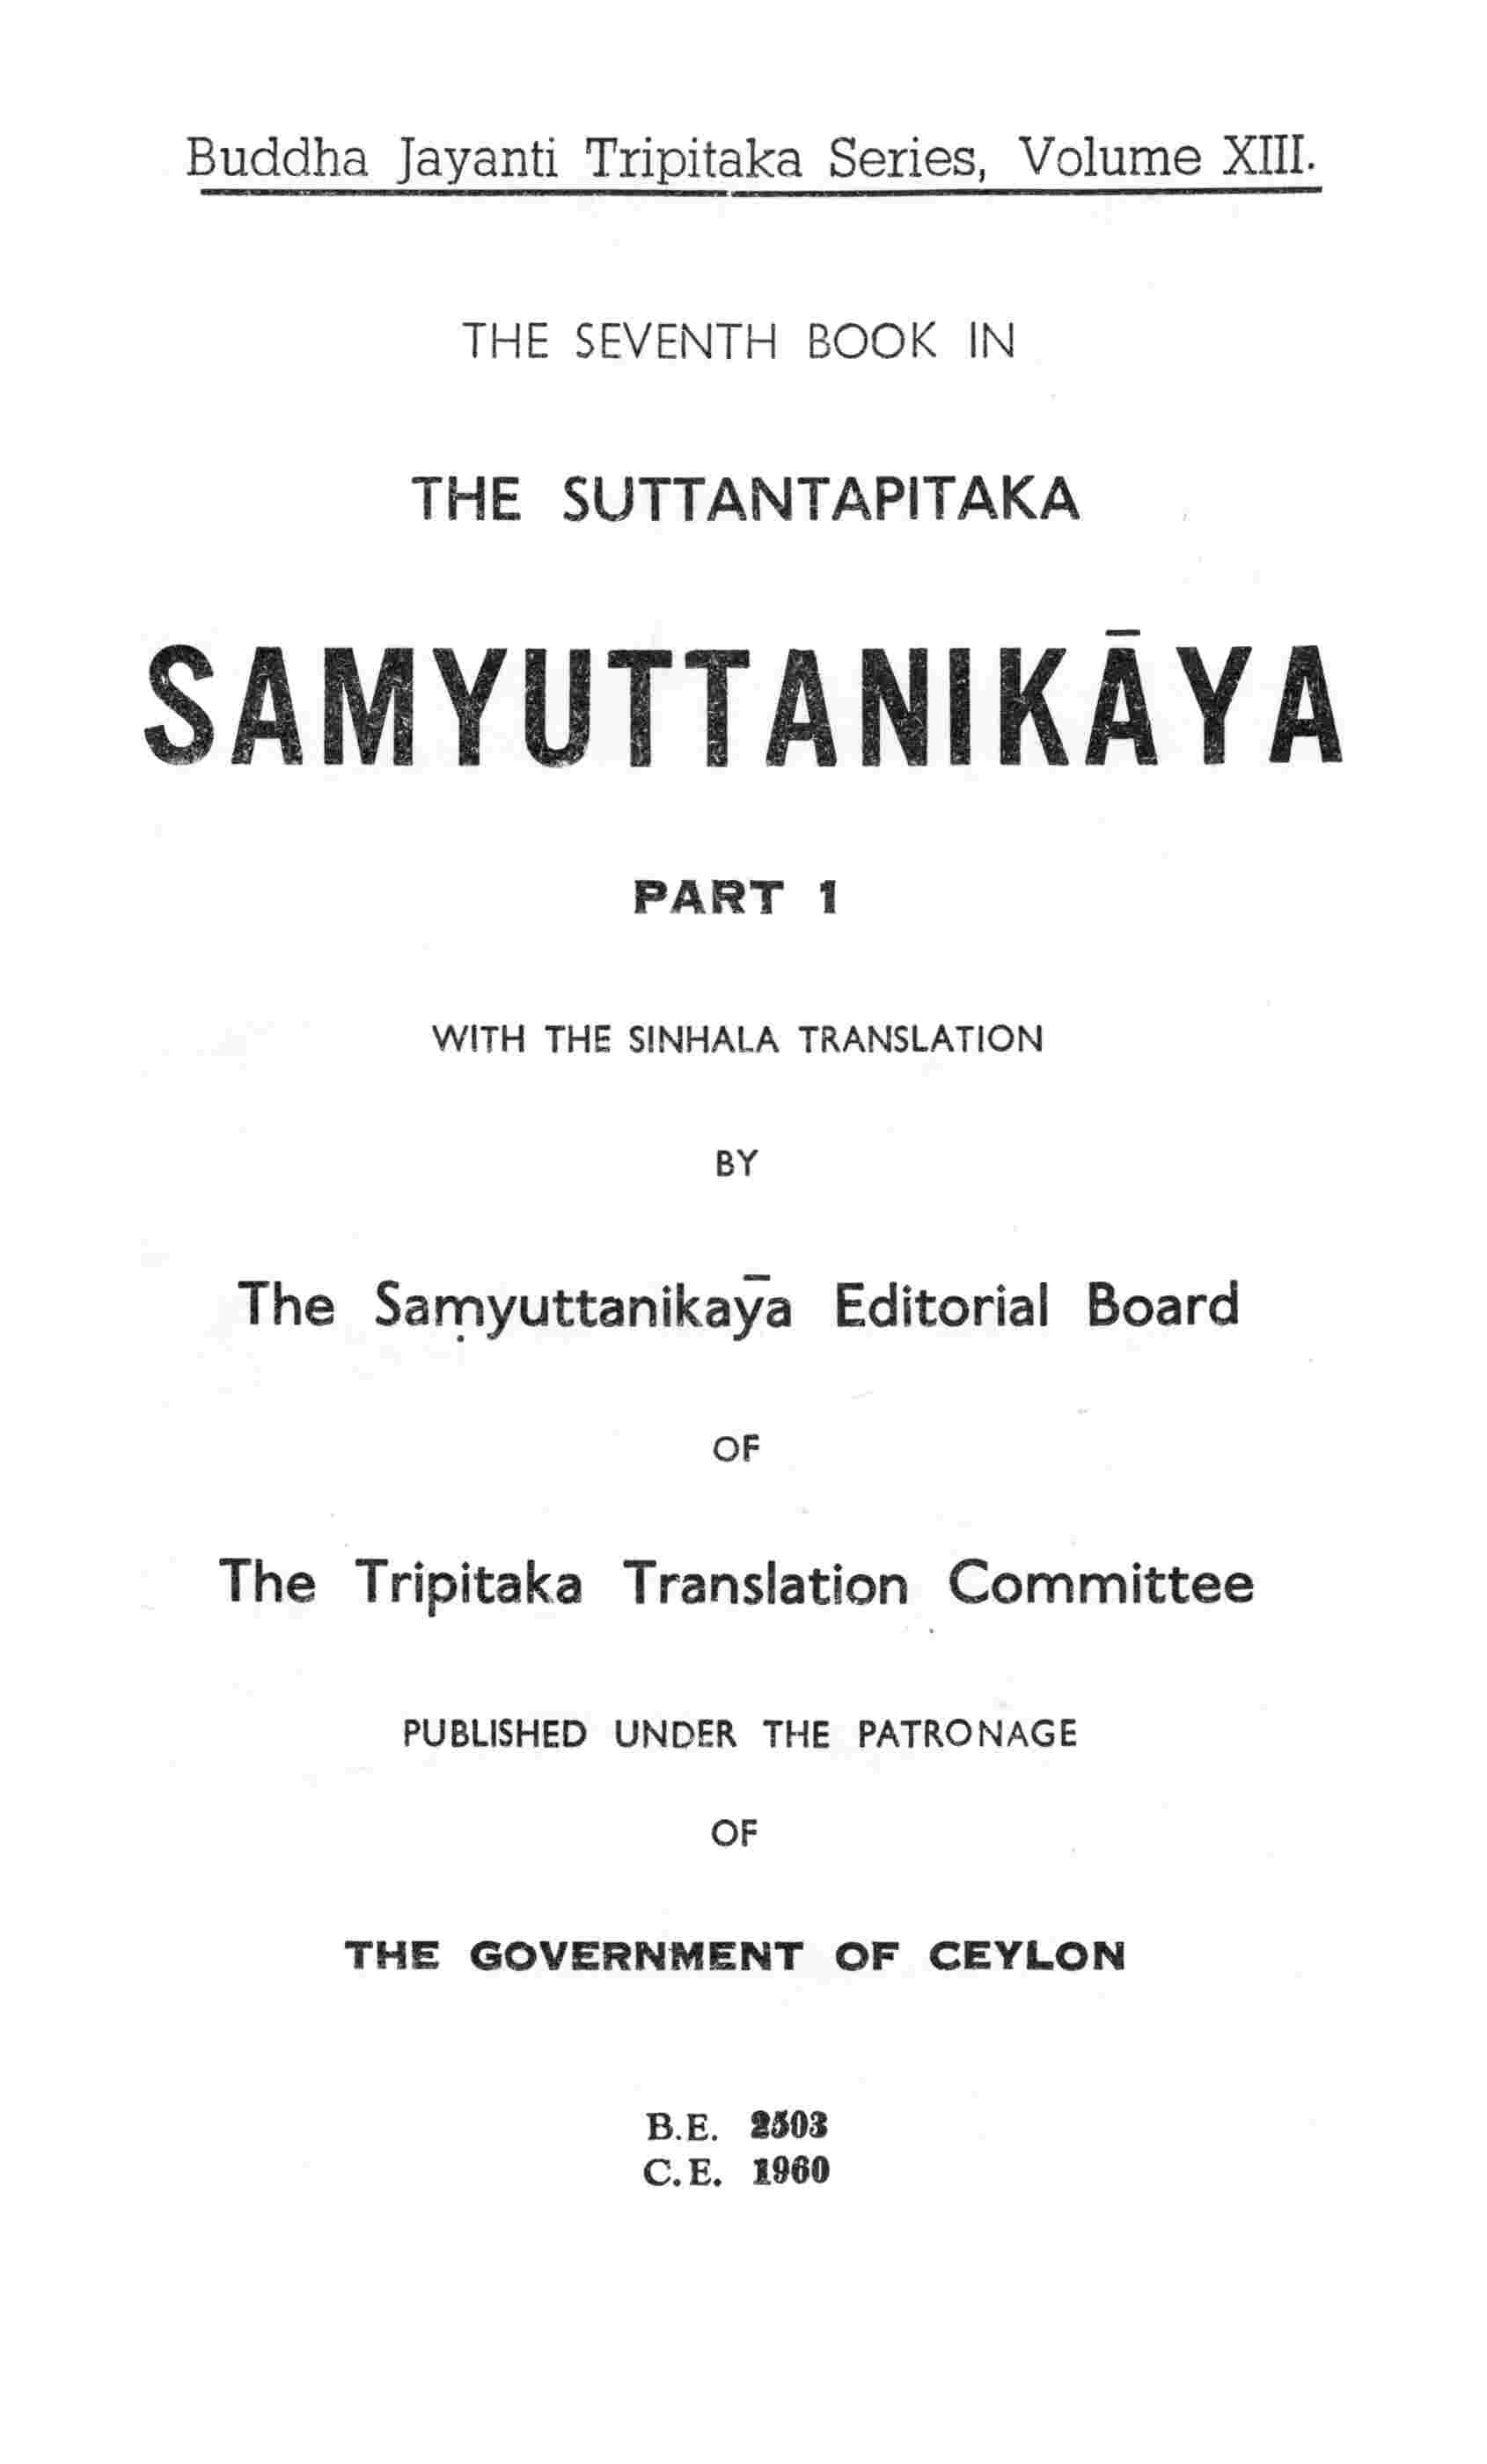 Buddha Jayanti Tripitaka Series, Volume XIII.
THE SEVENTH BOOK IN
THE SUTTANTAPITAKA
SAMYUTTANIKĀYA
PART 1
WITH THE SINHALA TRANSLATION
BY
The Saṃyuttanikaȳa Editorial Board
OF
The Tripitaka Translation Committee
PUBLISHED UNDER THE PATRONAGE
OF
THE GOVERNMENT OF CEYLON
B.E. 2503
C.E. 1960